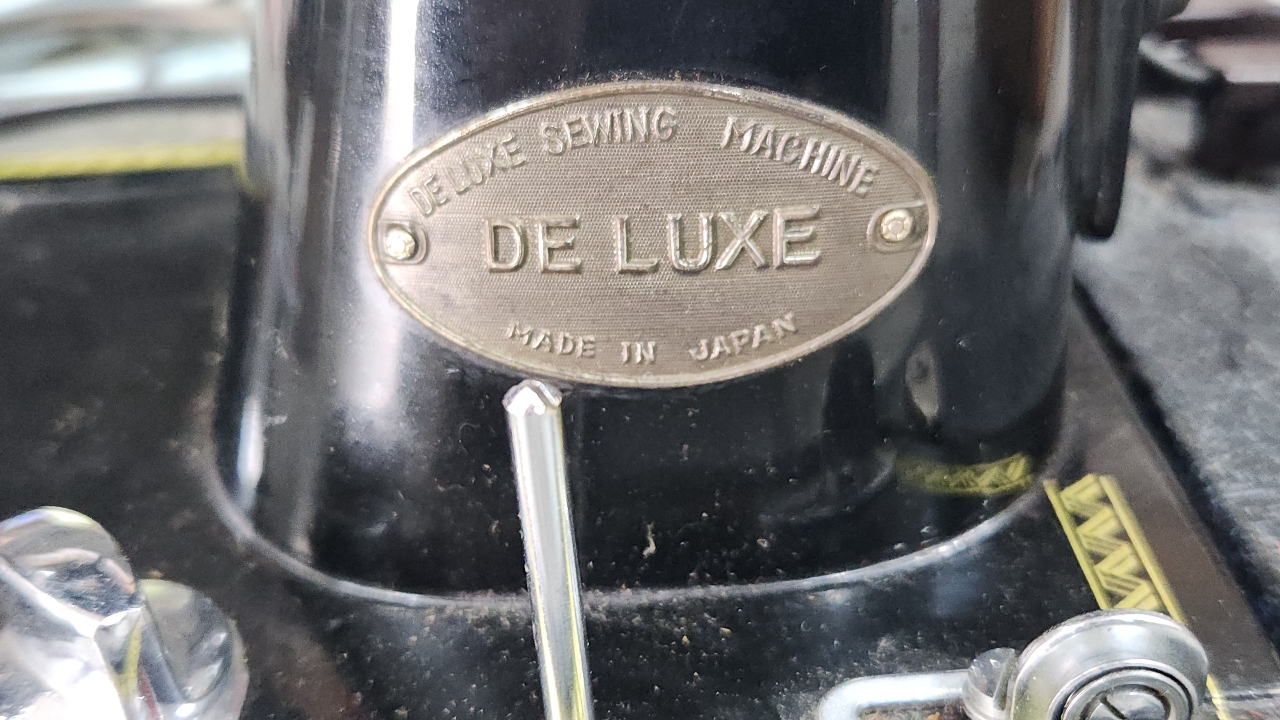 DE LUXE SEWING MACHINE
DE LUXE
MADE IN JAPAN